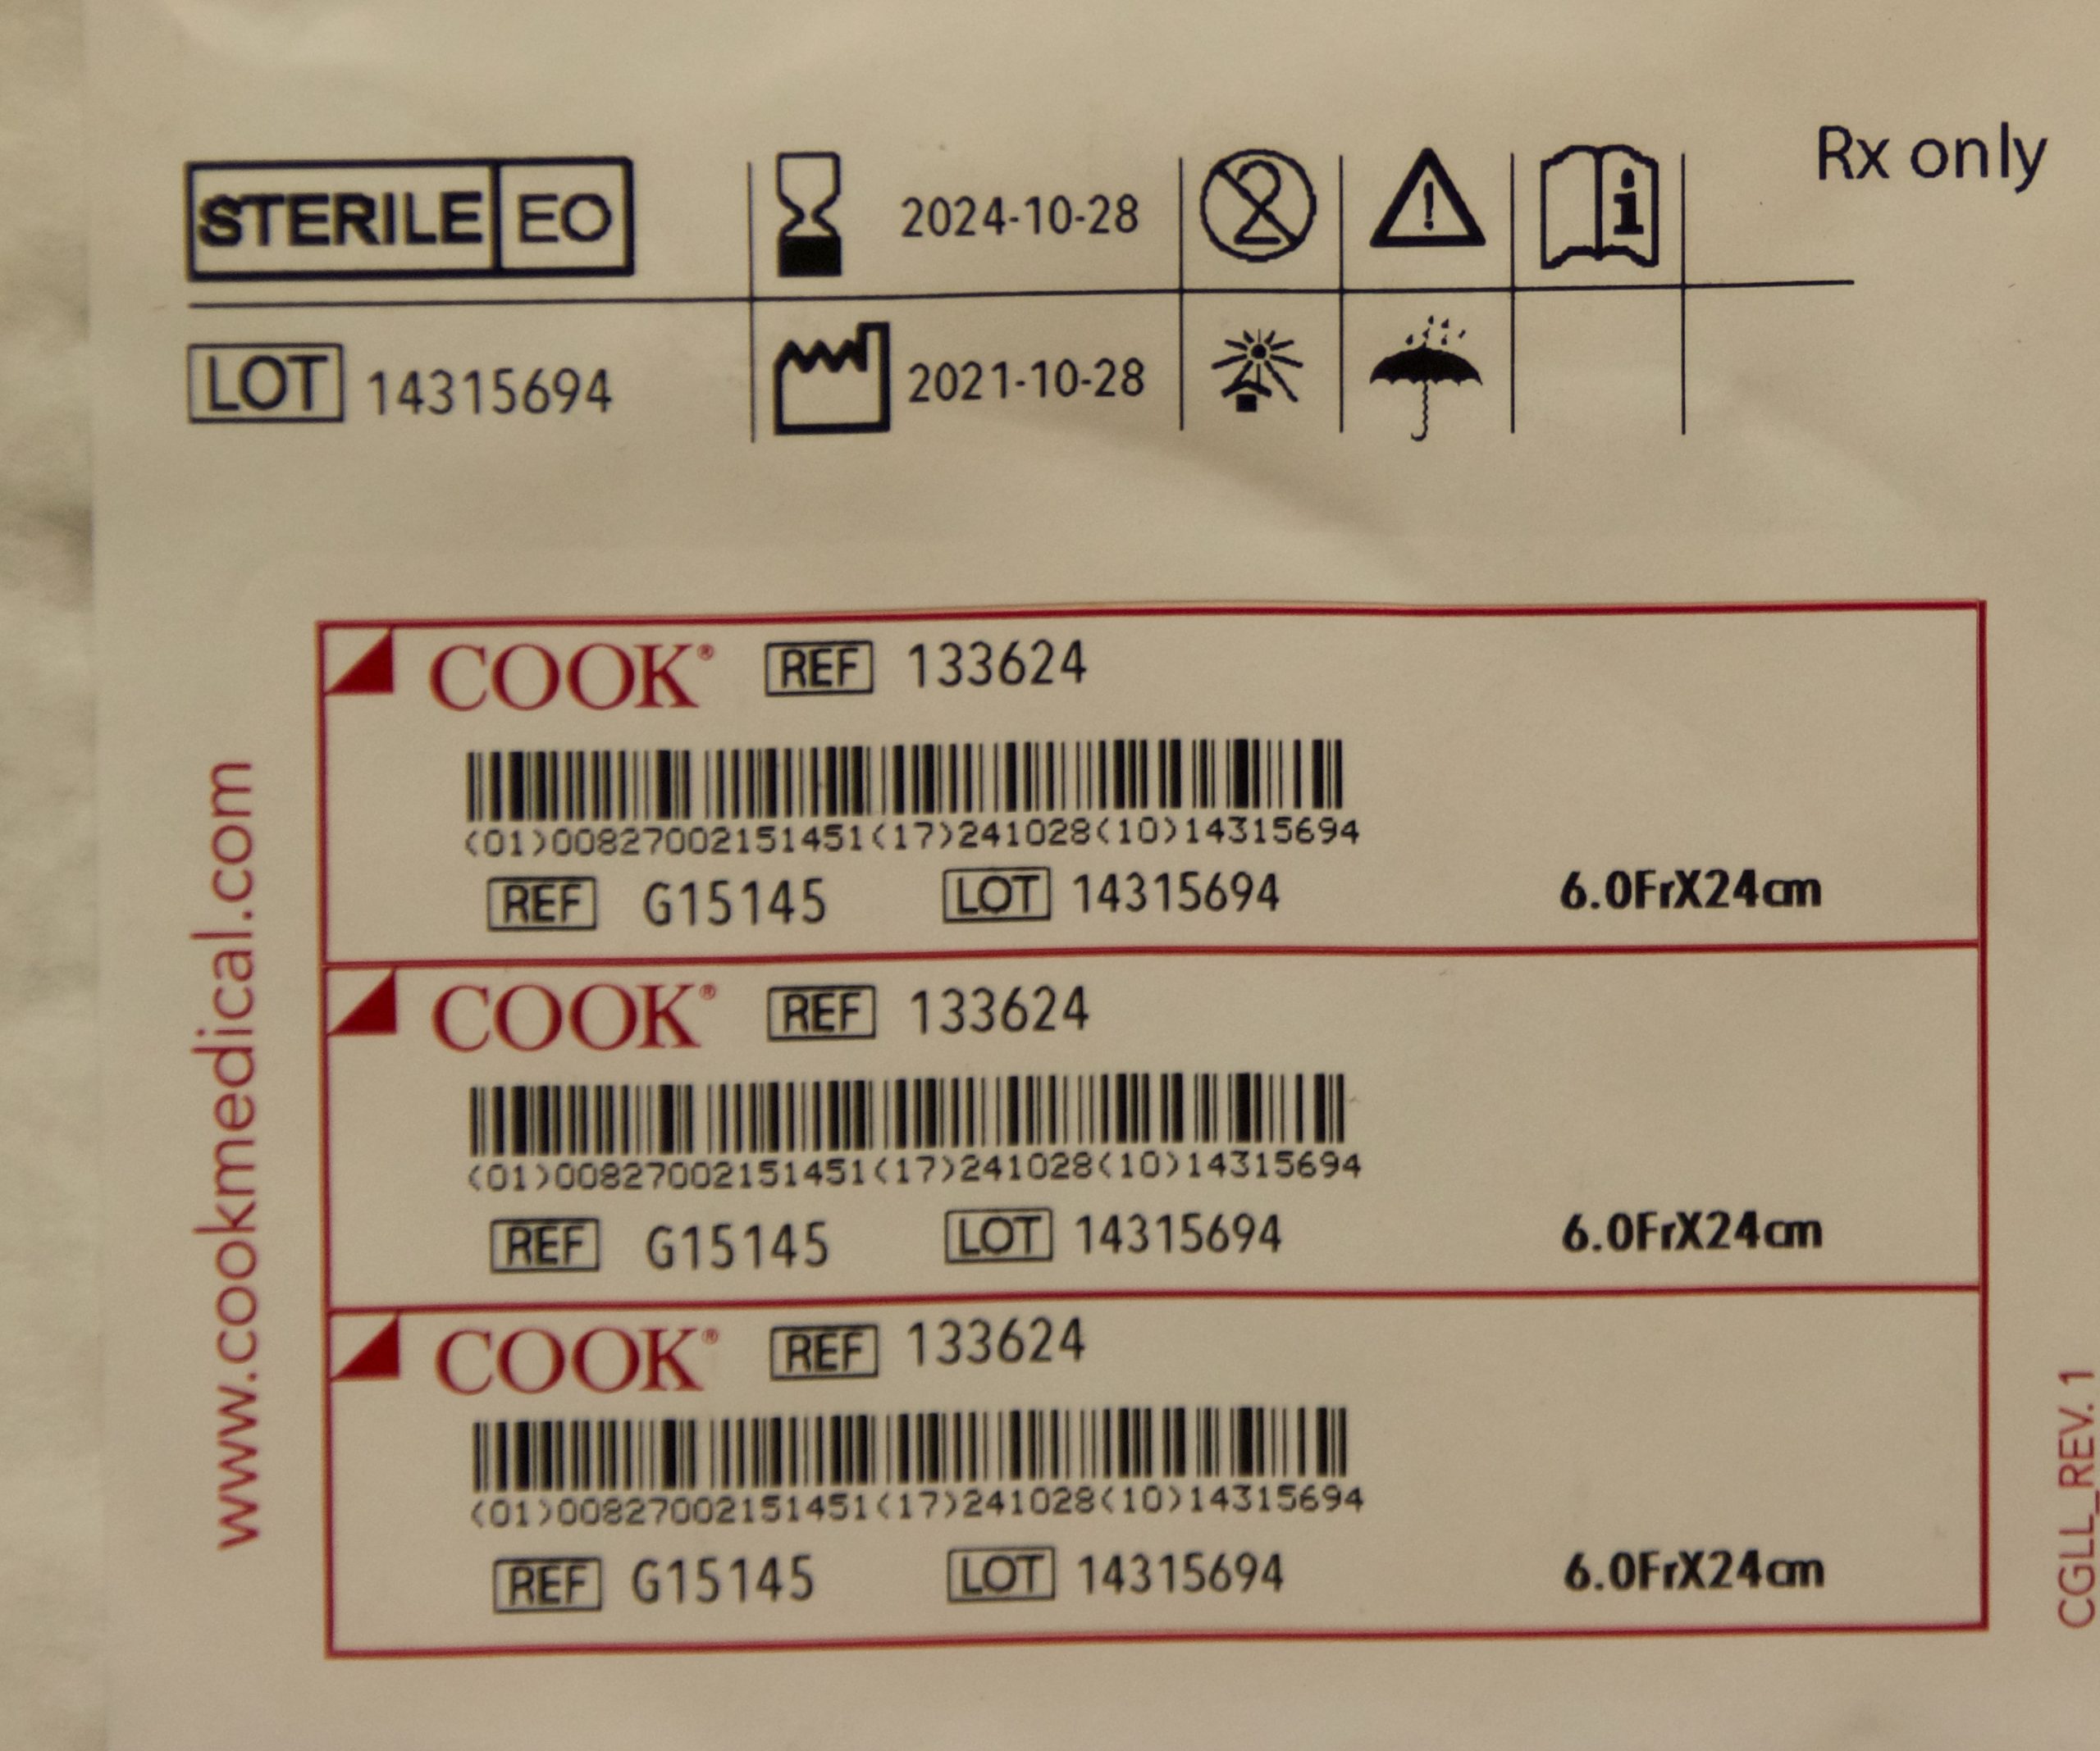 Rx only
STERILE EO 2024-10-28
LOT 14315694 2021-10-28
www.cookmedical.com
COOK® REF 133624
(01)00827002151451(17)241028(10)14315694
REF G15145 LOT 14315694 6.0FrX24cm
COOK® REF 133624
(01)00827002151451(17)241028(10)14315694
REF G15145 LOT 14315694 6.0FrX24cm
COOK® REF 133624
(01)00827002151451(17)241028(10)14315694
REF G15145 LOT 14315694 6.0FrX24cm
CGLL_REV. 1